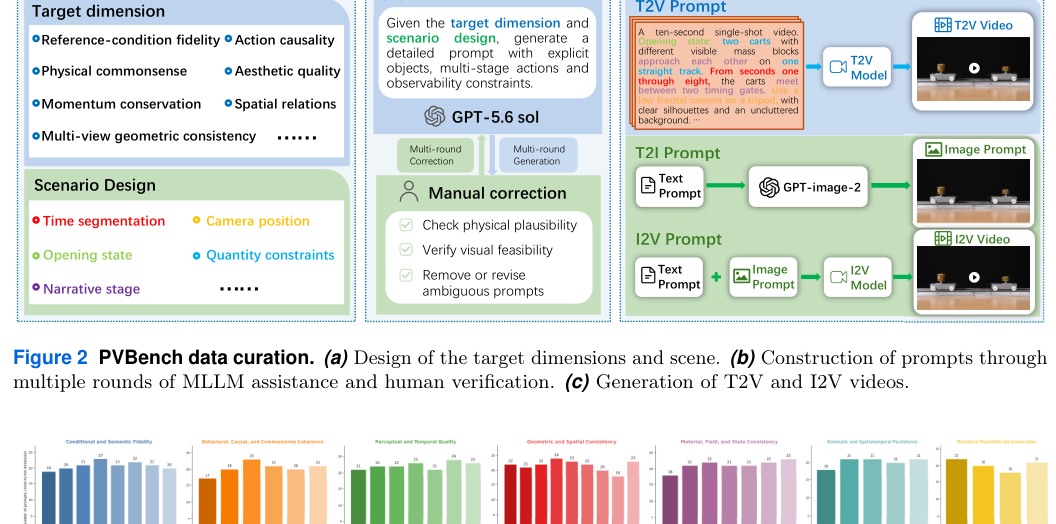 Target dimension
Reference-condition fidelity
Action causality
Physical commonsense
Aesthetic quality
Momentum conservation
Spatial relations
Multi-view geometric consistency
......
Scenario Design
Time segmentation
Camera position
Opening state
Quantity constraints
Narrative stage
......
Given the target dimension and
scenario design, generate a
detailed prompt with explicit
objects, multi-stage actions and
observability constraints.
GPT-5.6 sol
Multi-round
Correction
Multi-round
Generation
Manual correction
Check physical plausibility
Verify visual feasibility
Remove or revise
ambiguous prompts
T2V Prompt
A ten-second single-shot video.
Opening state: two carts with
different visible mass blocks
approach each other on one
straight track. From seconds one
through eight, the carts meet
between two timing gates. Use a
low frontal camera on a tripod, with
clear silhouettes and an uncluttered
background. ...
T2V
Model
T2V Video
T2I Prompt
Text
Prompt
GPT-image-2
Image Prompt
I2V Prompt
Text
Prompt
+
Image
Prompt
I2V
Model
I2V Video
Figure 2 PVBench data curation. (a) Design of the target dimensions and scene. (b) Construction of prompts through
multiple rounds of MLLM assistance and human verification. (c) Generation of T2V and I2V videos.
Conditional and Semantic Fidelity
Behavioral, Causal, and Commonsense Coherence
Perceptual and Temporal Quality
Geometric and Spatial Consistency
Material, Field, and State Consistency
Kinematic and Spatiotemporal Persistence
Mechanical Plausibility and Conservation